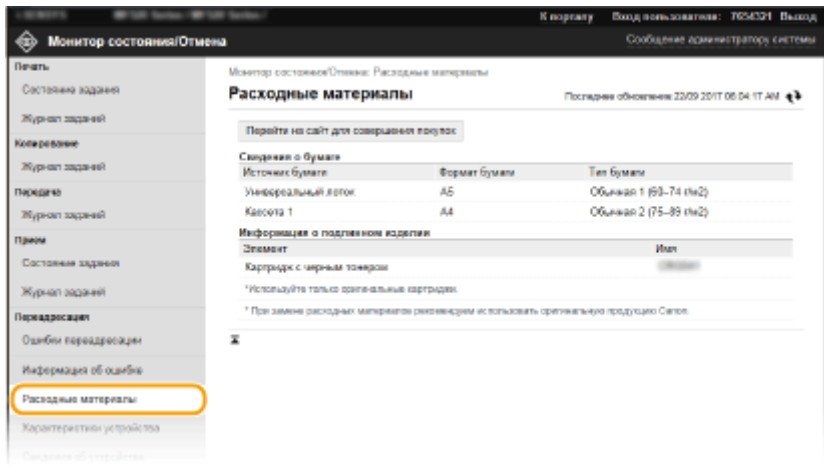 К порталу Вход пользователя: 7654321 Выход
Монитор состояния/Отмена
Сообщение администратору системы
Печать
Состояние задания
Журнал заданий
Копирование
Журнал заданий
Передача
Журнал заданий
Прием
Состояние задания
Журнал заданий
Переадресация
Ошибки переадресации
Информация об ошибке
Расходные материалы
Характеристики устройства
Сведения об устройстве
Монитор состояния/Отмена: Расходные материалы
Расходные материалы
Последнее обновление: 22/09 2017 06:04:17 AM
Перейти на сайт для совершения покупок
Сведения о бумаге
Источник бумаги Формат бумаги Тип бумаги
Универсальный лоток A5 Обычная 1 (60–74 г/м2)
Кассета 1 A4 Обычная 2 (75–89 г/м2)
Информация о подлинном изделии
Элемент Имя
Картридж с черным тонером
*Используйте только оригинальные картриджи.
* При замене расходных материалов рекомендуем использовать оригинальную продукцию Canon.